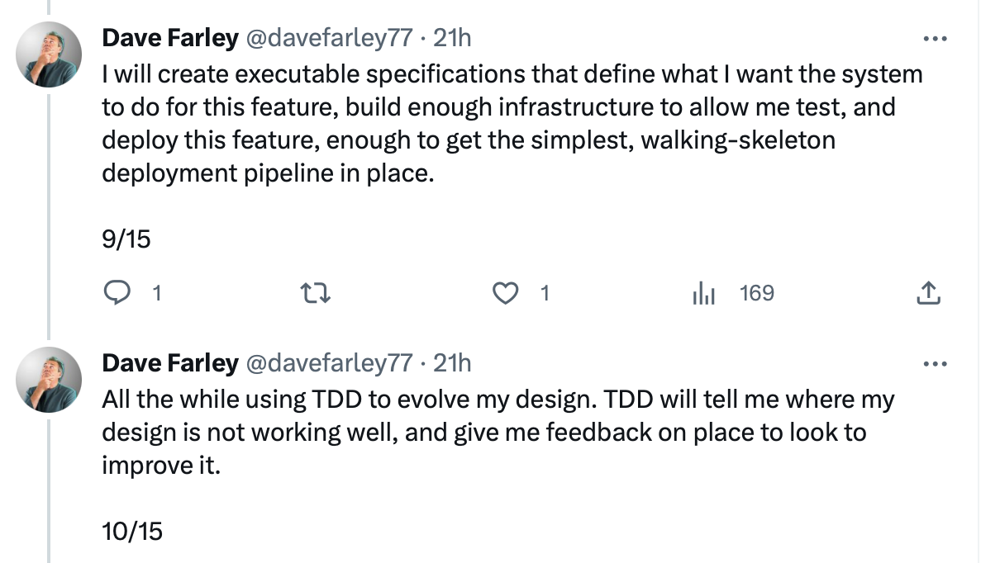 Dave Farley @davefarley77 · 21h
I will create executable specifications that define what I want the system
to do for this feature, build enough infrastructure to allow me test, and
deploy this feature, enough to get the simplest, walking-skeleton
deployment pipeline in place.
9/15
1 1 169
Dave Farley @davefarley77 · 21h
All the while using TDD to evolve my design. TDD will tell me where my
design is not working well, and give me feedback on place to look to
improve it.
10/15